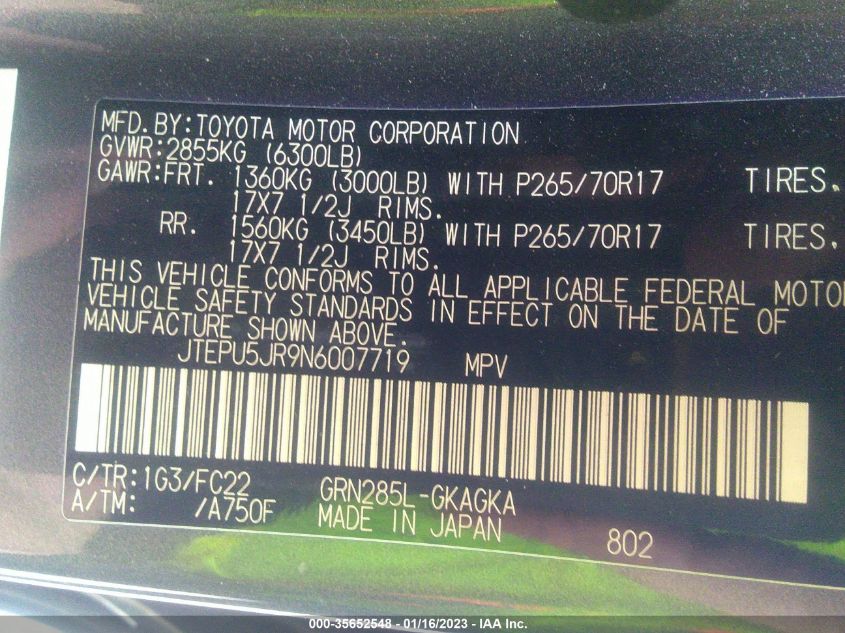 MFD.BY:TOYOTA MOTOR CORPORATION
GVWR:2855KG (6300LB)
GAWR:FRT. 1360KG (3000LB) WITH P265/70R17 TIRES.
17X7 1/2J RIMS.
RR. 1560KG (3450LB) WITH P265/70R17 TIRES.
17X7 1/2J RIMS.
THIS VEHICLE CONFORMS TO ALL APPLICABLE FEDERAL MOTO
VEHICLE SAFETY STANDARDS IN EFFECT ON THE DATE OF
MANUFACTURE SHOWN ABOVE.
JTEPU5JR9N6007719 MPV
C/TR:1G3/FC22 GRN285L-GKAGKA
A/TM: /A750F MADE IN JAPAN 802
000-35652548 - 01/16/2023 - IAA Inc.